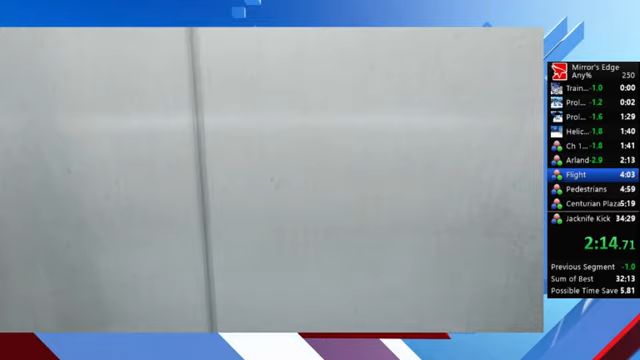 Mirror's Edge
Any% 250
Train... -1.0 0:00
Prol... -1.2 0:02
Prol... -1.6 1:29
Helic... -1.8 1:40
Ch 1... -1.8 1:41
Arland -2.9 2:13
Flight 4:03
Pedestrians 4:59
Centurian Plaza 5:19
Jacknife Kick 34:29
2:14.71
Previous Segment -1.0
Sum of Best 32:13
Possible Time Save 5.81